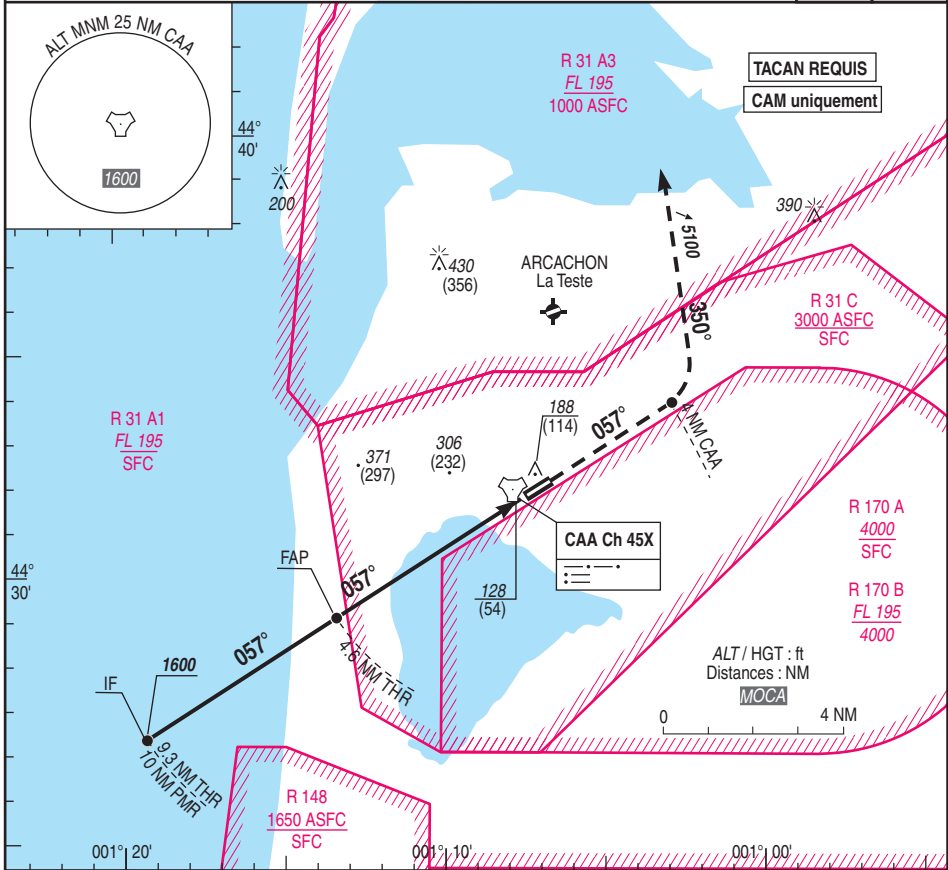 ALT MNM 25 NM CAA
1600
44°
40'
200
R 31 A3
FL 195
1000 ASFC
TACAN REQUIS
CAM uniquement
390
5100
430
(356)
ARCACHON
La Teste
350°
R 31 C
3000 ASFC
SFC
R 31 A1
FL 195
SFC
371
(297)
306
(232)
188
(114)
057°
4 NM CAA
CAA Ch 45X
128
(54)
R 170 A
4000
SFC
R 170 B
FL 195
4000
44°
30'
FAP
057°
4.6 NM THR
057°
1600
IF
9.3 NM THR
10 NM PMR
ALT / HGT : ft
Distances : NM
MOCA
0 4 NM
R 148
1650 ASFC
SFC
001° 20'
001° 10'
001° 00'